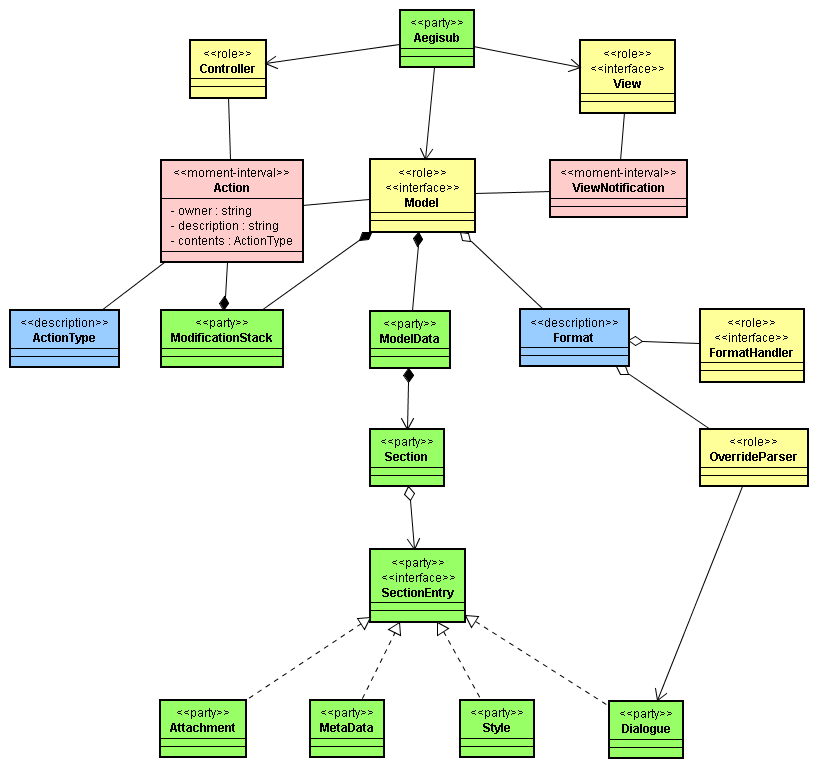 <<party>>
Aegisub
<<role>>
Controller
<<role>>
<<interface>>
View
<<moment-interval>>
Action
- owner : string
- description : string
- contents : ActionType
<<role>>
<<interface>>
Model
<<moment-interval>>
ViewNotification
<<description>>
ActionType
<<party>>
ModificationStack
<<party>>
ModelData
<<description>>
Format
<<role>>
<<interface>>
FormatHandler
<<party>>
Section
<<role>>
OverrideParser
<<party>>
<<interface>>
SectionEntry
<<party>>
Attachment
<<party>>
MetaData
<<party>>
Style
<<party>>
Dialogue